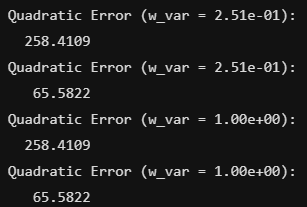 Quadratic Error (w_var = 2.51e-01):
258.4109
Quadratic Error (w_var = 2.51e-01):
65.5822
Quadratic Error (w_var = 1.00e+00):
258.4109
Quadratic Error (w_var = 1.00e+00):
65.5822